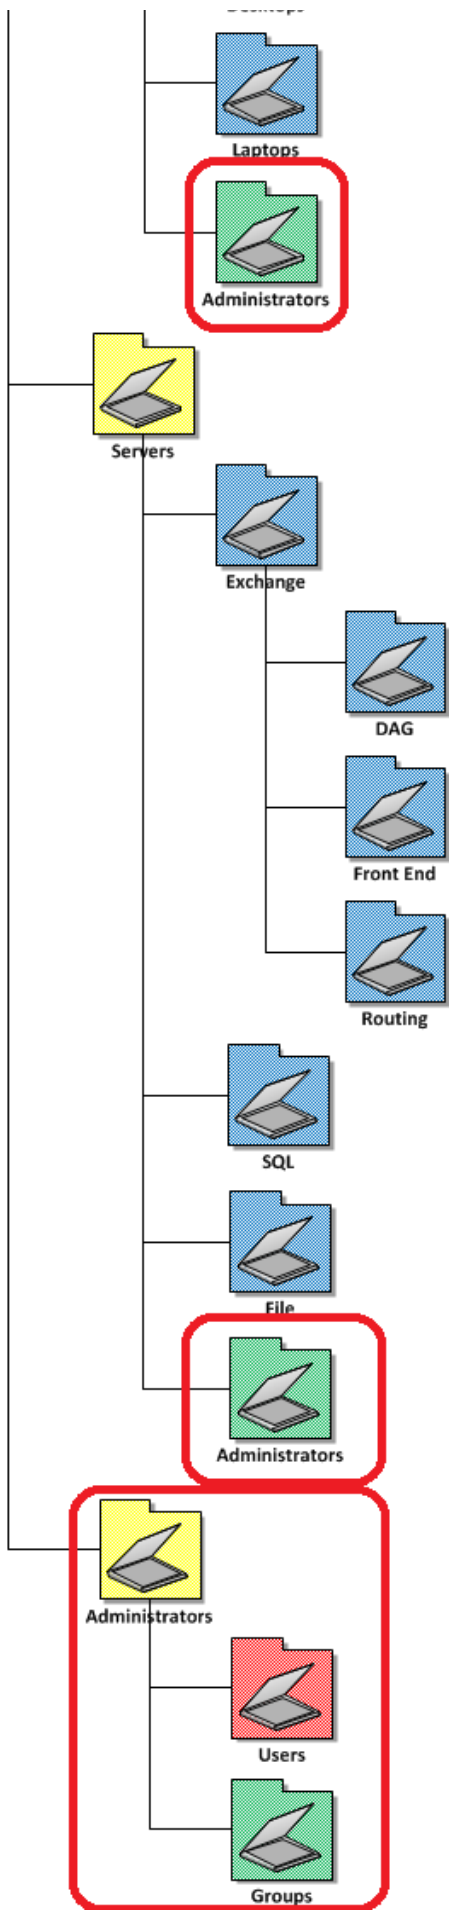 Laptops
Administrators
Servers
Exchange
DAG
Front End
Routing
SQL
File
Administrators
Administrators
Users
Groups